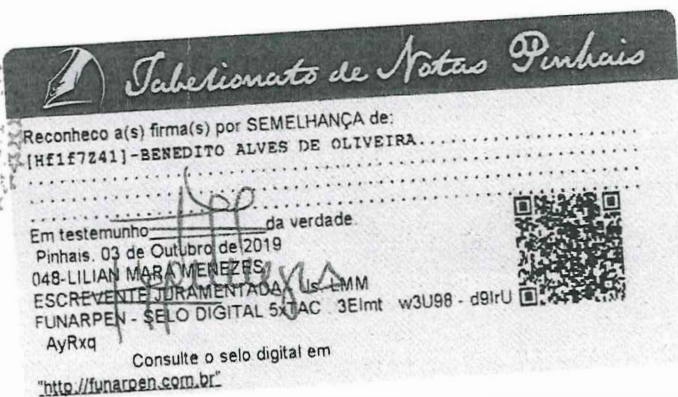 Tabelionato de Notas Pinhais
Reconheco a(s) firma(s) por SEMELHANÇA de:
[Hf1f7Z41]-BENEDITO ALVES DE OLIVEIRA
Em testemunho da verdade.
Pinhais, 03 de Outubro de 2019
048-LILIAN MARA MENEZES
ESCREVENTE JURAMENTADA LMM
FUNARPEN - SELO DIGITAL 5xTAC . 3EImt w3U98 - d9IrU
AyRxq
Consulte o selo digital em
"http://funarpen.com.br"